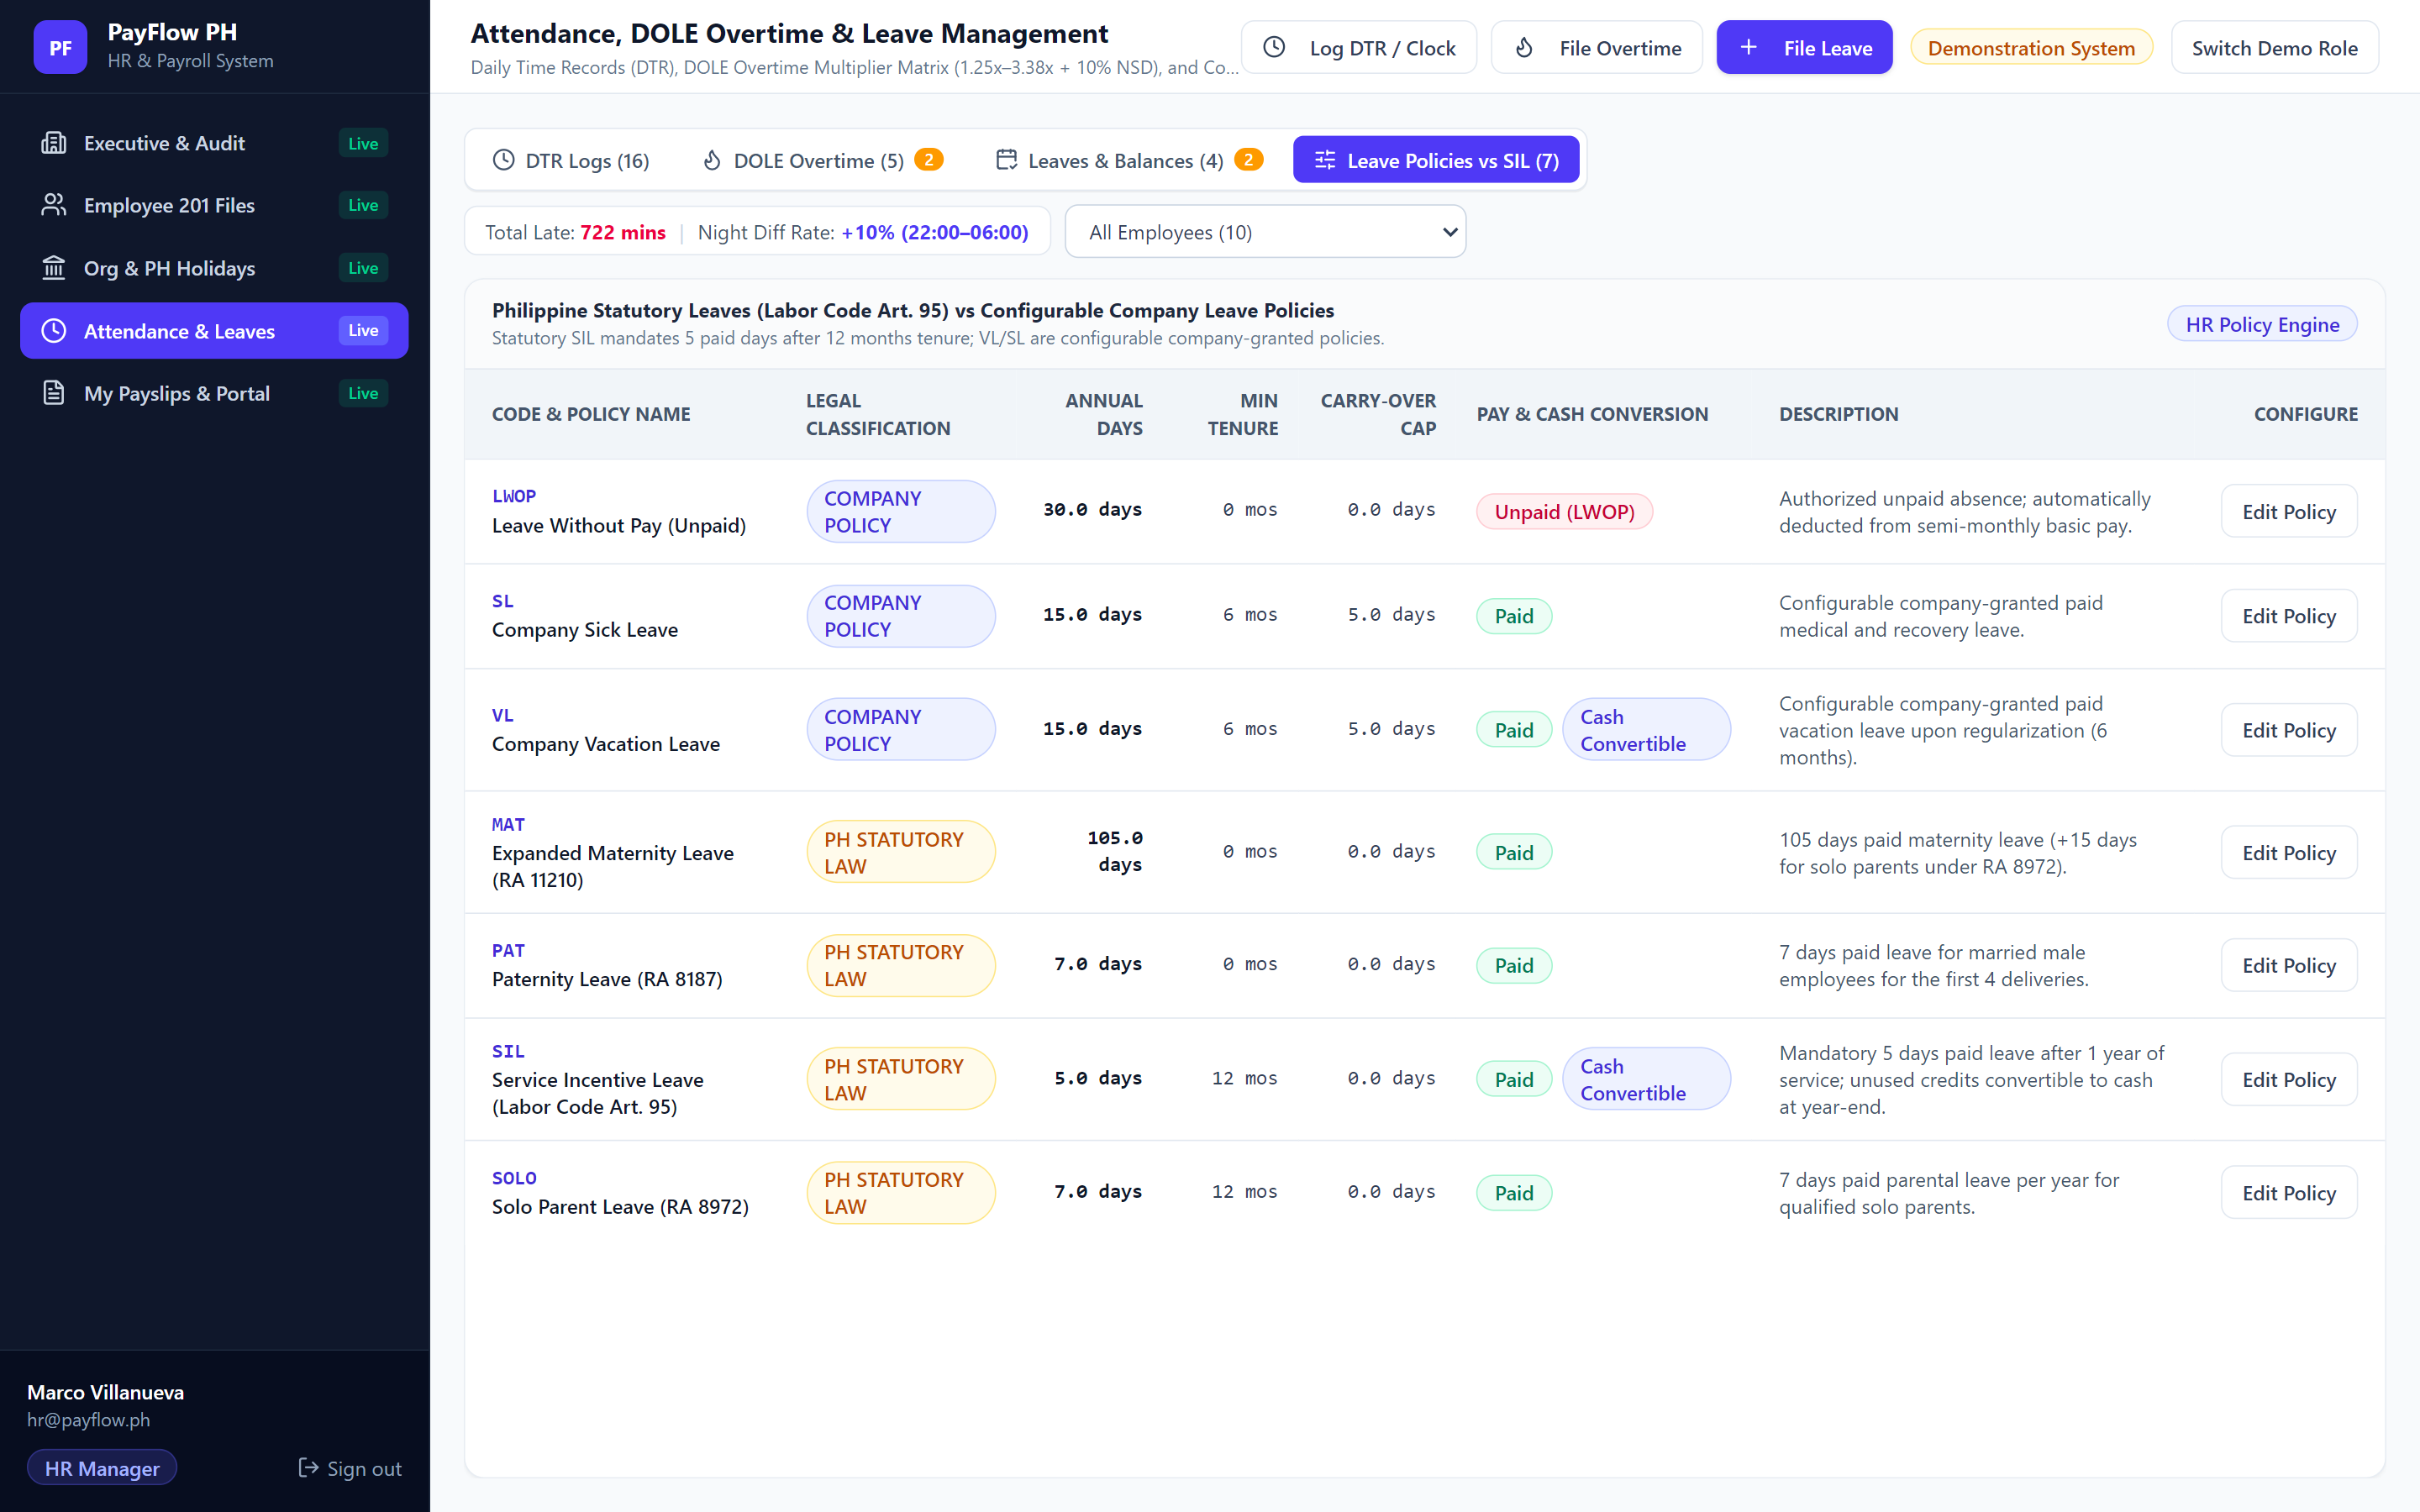 PF
PayFlow PH
HR & Payroll System
Executive & Audit Live
Employee 201 Files Live
Org & PH Holidays Live
Attendance & Leaves Live
My Payslips & Portal Live
Marco Villanueva
hr@payflow.ph
HR Manager
Sign out
Attendance, DOLE Overtime & Leave Management
Daily Time Records (DTR), DOLE Overtime Multiplier Matrix (1.25x–3.38x + 10% NSD), and Co...
Log DTR / Clock
File Overtime
File Leave
Demonstration System
Switch Demo Role
DTR Logs (16)
DOLE Overtime (5) 2
Leaves & Balances (4) 2
Leave Policies vs SIL (7)
Total Late: 722 mins | Night Diff Rate: +10% (22:00–06:00)
All Employees (10)
Philippine Statutory Leaves (Labor Code Art. 95) vs Configurable Company Leave Policies
Statutory SIL mandates 5 paid days after 12 months tenure; VL/SL are configurable company-granted policies.
HR Policy Engine
CODE & POLICY NAME
LEGAL
CLASSIFICATION
ANNUAL
DAYS
MIN
TENURE
CARRY-OVER
CAP
PAY & CASH CONVERSION
DESCRIPTION
CONFIGURE
LWOP
Leave Without Pay (Unpaid)
COMPANY
POLICY
30.0 days
0 mos
0.0 days
Unpaid (LWOP)
Authorized unpaid absence; automatically
deducted from semi-monthly basic pay.
Edit Policy
SL
Company Sick Leave
COMPANY
POLICY
15.0 days
6 mos
5.0 days
Paid
Configurable company-granted paid
medical and recovery leave.
Edit Policy
VL
Company Vacation Leave
COMPANY
POLICY
15.0 days
6 mos
5.0 days
Paid
Cash
Convertible
Configurable company-granted paid
vacation leave upon regularization (6
months).
Edit Policy
MAT
Expanded Maternity Leave
(RA 11210)
PH STATUTORY
LAW
105.0
days
0 mos
0.0 days
Paid
105 days paid maternity leave (+15 days
for solo parents under RA 8972).
Edit Policy
PAT
Paternity Leave (RA 8187)
PH STATUTORY
LAW
7.0 days
0 mos
0.0 days
Paid
7 days paid leave for married male
employees for the first 4 deliveries.
Edit Policy
SIL
Service Incentive Leave
(Labor Code Art. 95)
PH STATUTORY
LAW
5.0 days
12 mos
0.0 days
Paid
Cash
Convertible
Mandatory 5 days paid leave after 1 year of
service; unused credits convertible to cash
at year-end.
Edit Policy
SOLO
Solo Parent Leave (RA 8972)
PH STATUTORY
LAW
7.0 days
12 mos
0.0 days
Paid
7 days paid parental leave per year for
qualified solo parents.
Edit Policy